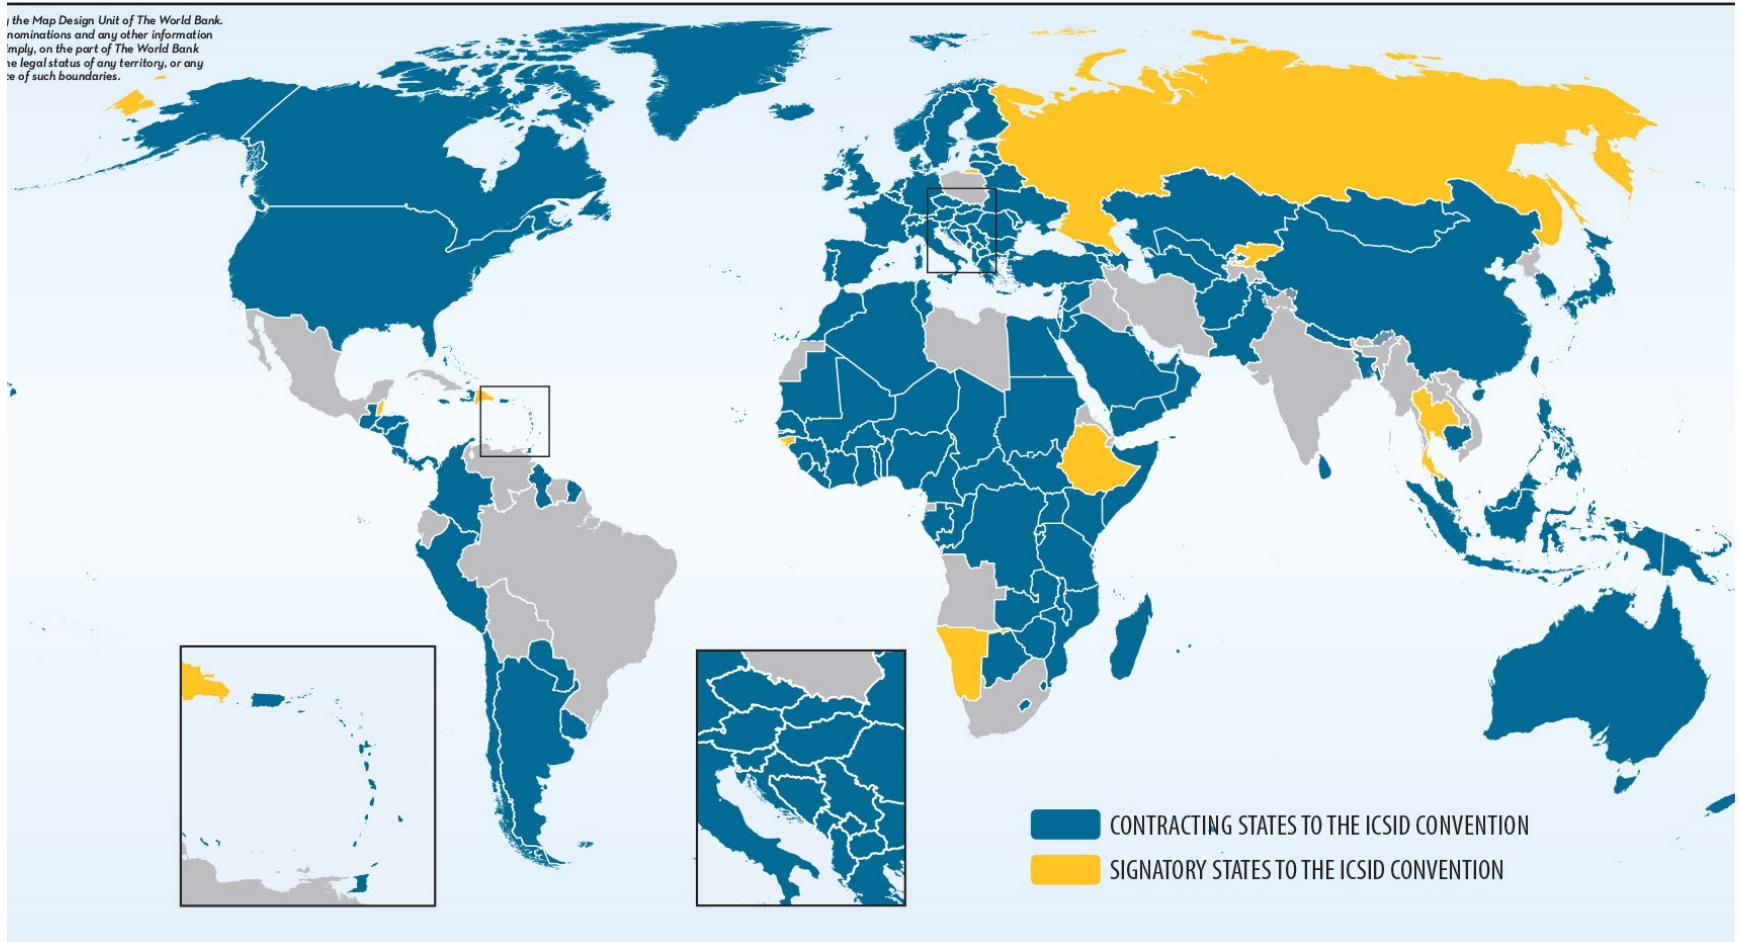 the Map Design Unit of The World Bank.
nominations and any other information
imply, on the part of The World Bank
he legal status of any territory, or any
ce of such boundaries.
CONTRACTING STATES TO THE ICSID CONVENTION
SIGNATORY STATES TO THE ICSID CONVENTION